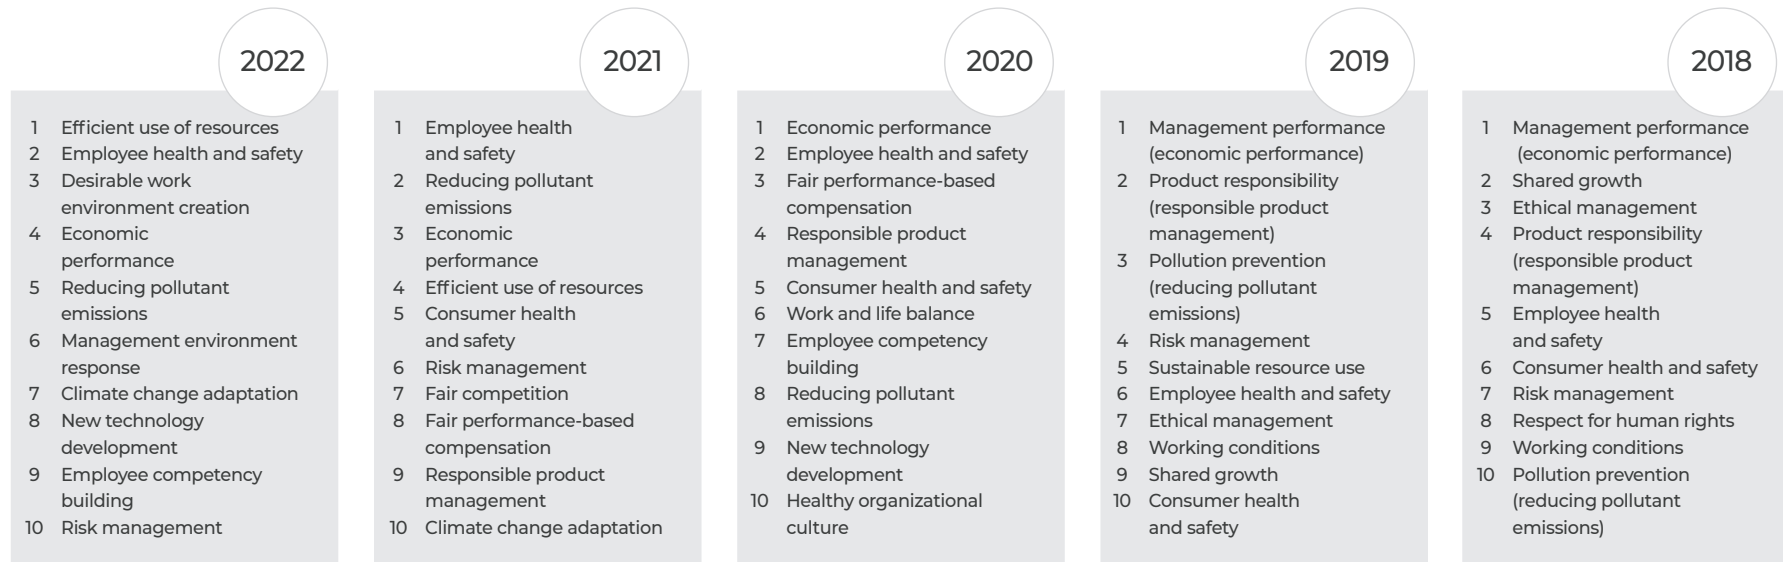 2022
1 Efficient use of resources
2 Employee health and safety
3 Desirable work
environment creation
4 Economic
performance
5 Reducing pollutant
emissions
6 Management environment
response
7 Climate change adaptation
8 New technology
development
9 Employee competency
building
10 Risk management
2021
1 Employee health
and safety
2 Reducing pollutant
emissions
3 Economic
performance
4 Efficient use of resources
5 Consumer health
and safety
6 Risk management
7 Fair competition
8 Fair performance-based
compensation
9 Responsible product
management
10 Climate change adaptation
2020
1 Economic performance
2 Employee health and safety
3 Fair performance-based
compensation
4 Responsible product
management
5 Consumer health and safety
6 Work and life balance
7 Employee competency
building
8 Reducing pollutant
emissions
9 New technology
development
10 Healthy organizational
culture
2019
1 Management performance
(economic performance)
2 Product responsibility
(responsible product
management)
3 Pollution prevention
(reducing pollutant
emissions)
4 Risk management
5 Sustainable resource use
6 Employee health and safety
7 Ethical management
8 Working conditions
9 Shared growth
10 Consumer health
and safety
2018
1 Management performance
(economic performance)
2 Shared growth
3 Ethical management
4 Product responsibility
(responsible product
management)
5 Employee health
and safety
6 Consumer health and safety
7 Risk management
8 Respect for human rights
9 Working conditions
10 Pollution prevention
(reducing pollutant
emissions)